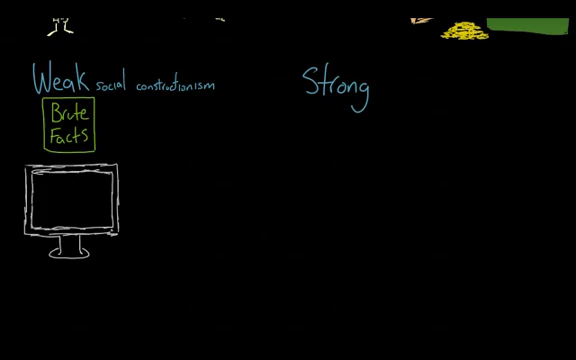 Weak social constructionism
Strong
Brute
Facts